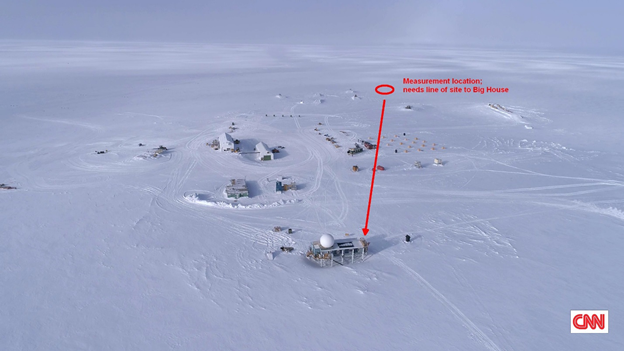 Measurement location;
needs line of site to Big House
CNN